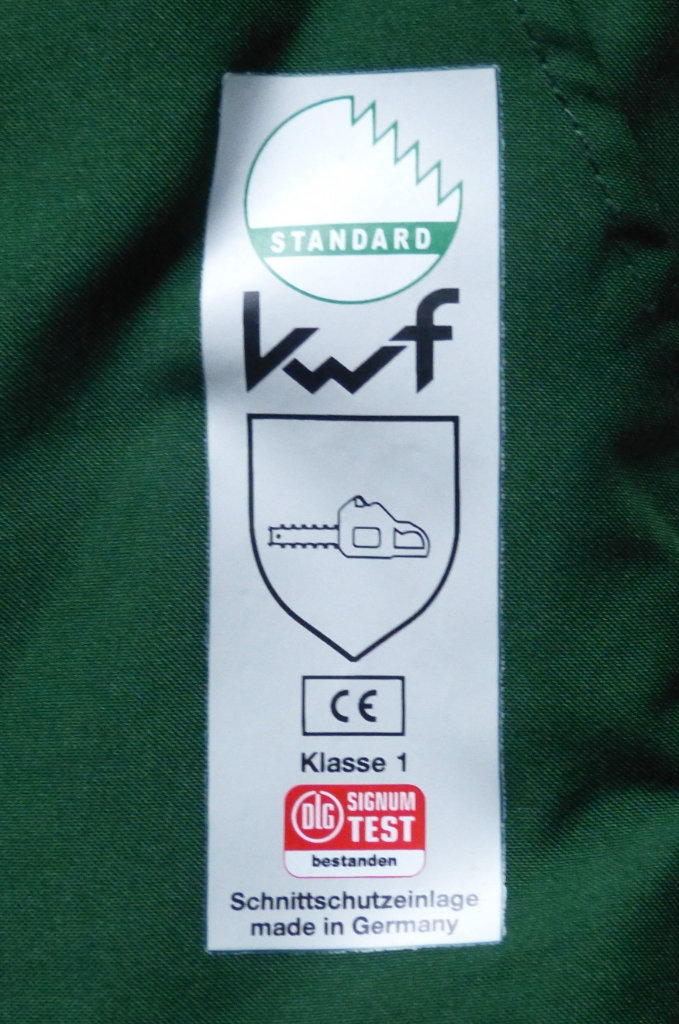 STANDARD
kwf
CE
Klasse 1
DLG SIGNUM
TEST
bestanden
Schnittschutzeinlage
made in Germany